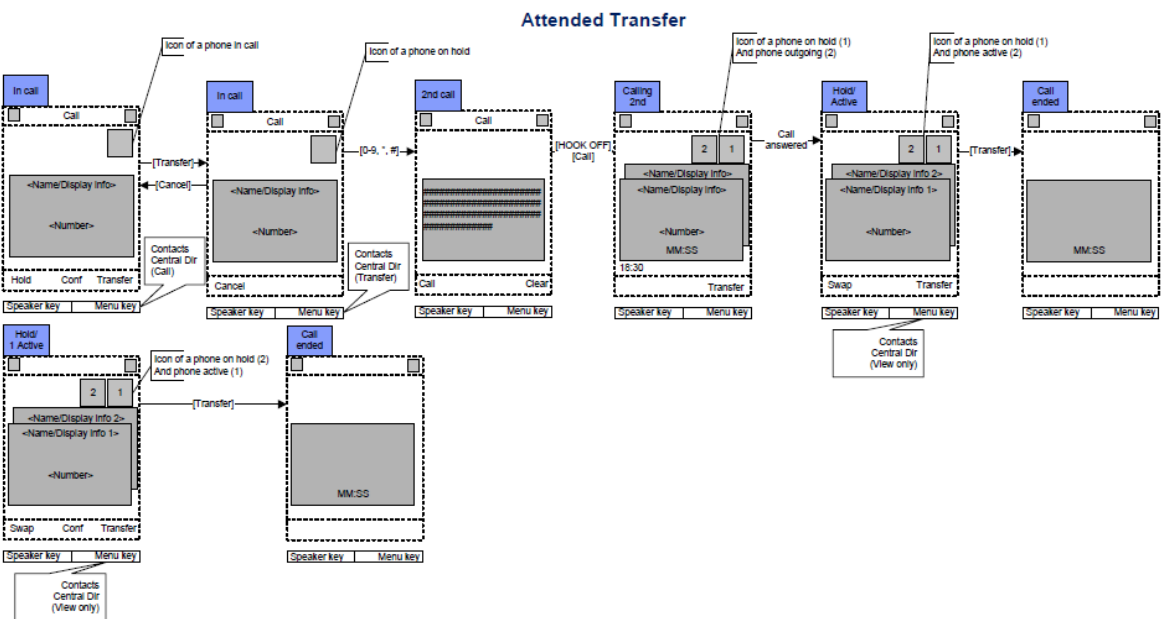 Attended Transfer
Icon of a phone in call
Icon of a phone on hold
Icon of a phone on hold (1)
And phone outgoing (2)
Icon of a phone on hold (1)
And phone active (2)
In call
Call
<Name/Display Info>
<Number>
Hold Conf Transfer
Speaker key Menu key
Contacts
Central Dir
(Call)
[Transfer]
[Cancel]
In call
Call
<Name/Display Info>
<Number>
Cancel
Speaker key Menu key
Contacts
Central Dir
(Transfer)
[0-9, *, #]
2nd call
Call
######################
######################
######################
#############
Call Clear
Speaker key Menu key
[HOOK OFF]
[Call]
Calling
2nd
2 1
<Name/Display Info>
<Name/Display Info>
<Number>
MM:SS
18:30
Transfer
Speaker key Menu key
Call
answered
Hold/
Active
2 1
<Name/Display Info 2>
<Name/Display Info 1>
<Number>
Swap Transfer
Speaker key Menu key
Contacts
Central Dir
(View only)
[Transfer]
Call
ended
MM:SS
Speaker key Menu key
Hold/
1 Active
Icon of a phone on hold (2)
And phone active (1)
2 1
<Name/Display Info 2>
<Name/Display Info 1>
<Number>
Swap Conf Transfer
Speaker key Menu key
Contacts
Central Dir
(View only)
[Transfer]
Call
ended
MM:SS
Speaker key Menu key